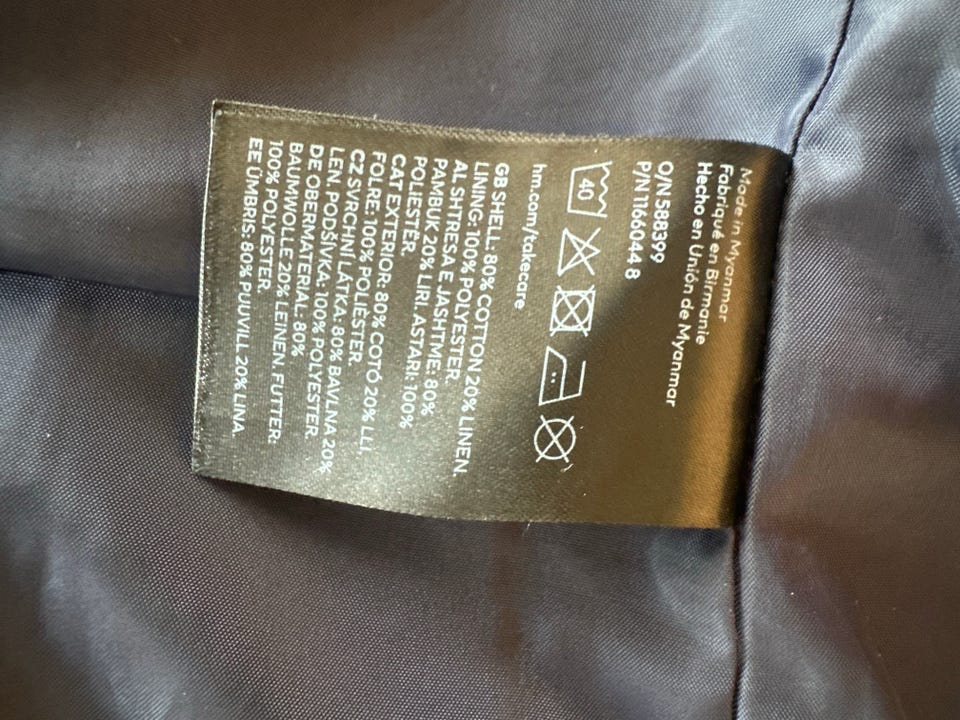 Made in Myanmar
Fabriqué en Birmanie
Hecho en Unión de Myanmar
O/N 588399
P/N 1166044 8
40
hm.com/takecare
GB SHELL: 80% COTTON 20% LINEN.
LINING: 100% POLYESTER.
AL SHTRESA E JASHTME: 80%
PAMBUK 20% LIRI. ASTARI: 100%
POLIESTËR.
CAT EXTERIOR: 80% COTÓ 20% LLI.
FOLRE: 100% POLIÈSTER.
CZ SVRCHNÍ LÁTKA: 80% BAVLNA 20%
LEN. PODŠÍVKA: 100% POLYESTER.
DE OBERMATERIAL: 80%
BAUMWOLLE 20% LEINEN. FUTTER:
100% POLYESTER.
EE ÜMBRIS: 80% PUUVILL 20% LINA.